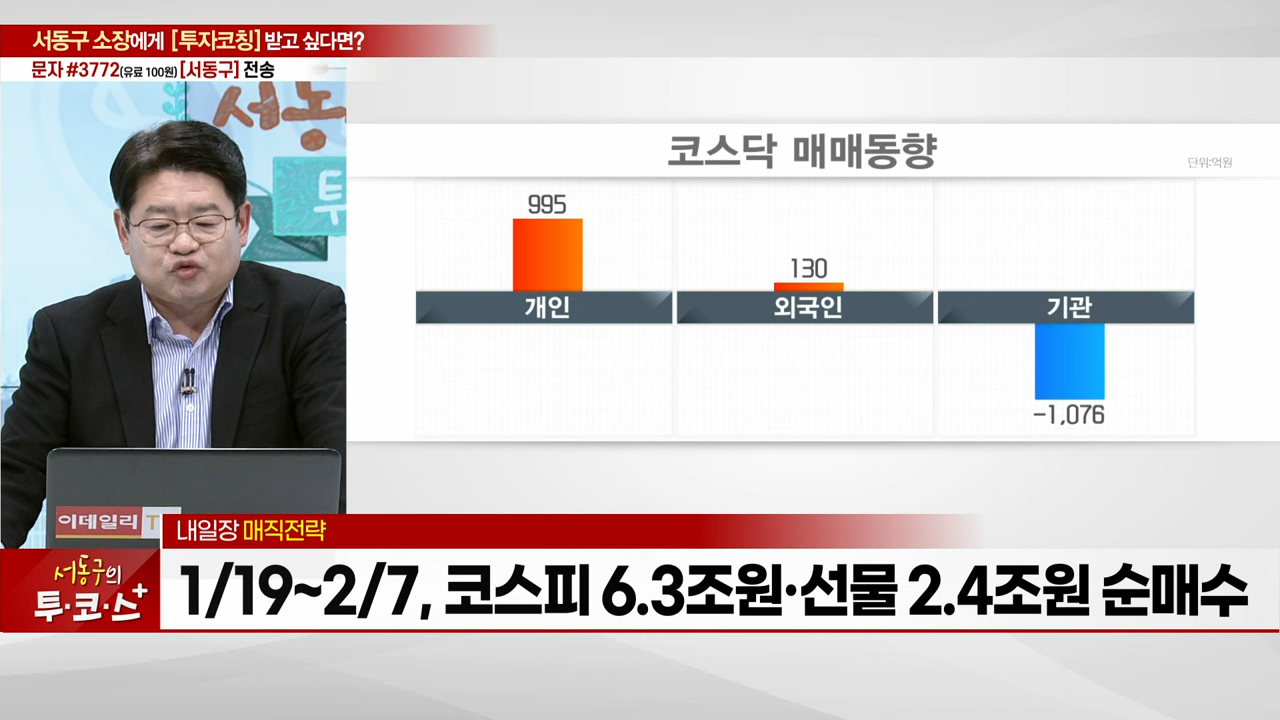 서동구 소장에게 [투자코칭] 받고 싶다면?
문자 #3772(유료 100원) [서동구] 전송
서동
투
코스닥 매매동향
단위:억원
995
130
개인
외국인
기관
-1,076
이데일리 T
내일장 매직전략
서동구의
투·코·스+
1/19~2/7, 코스피 6.3조원·선물 2.4조원 순매수